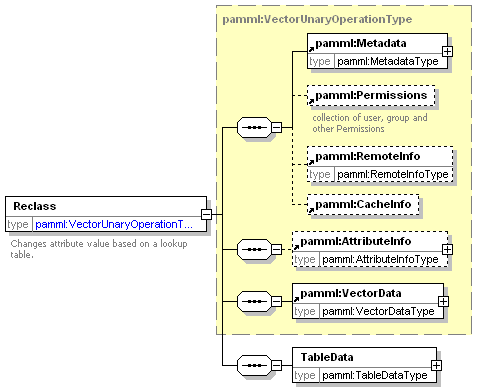 pamml:VectorUnaryOperationType
pamml:Metadata
type pamml:MetadataType
pamml:Permissions
collection of user, group and
other Permissions
pamml:RemoteInfo
type pamml:RemoteInfoType
pamml:CacheInfo
Reclass
type pamml:VectorUnaryOperationT...
Changes attribute value based on a lookup
table.
pamml:AttributeInfo
type pamml:AttributeInfoType
pamml:VectorData
type pamml:VectorDataType
TableData
type pamml:TableDataType